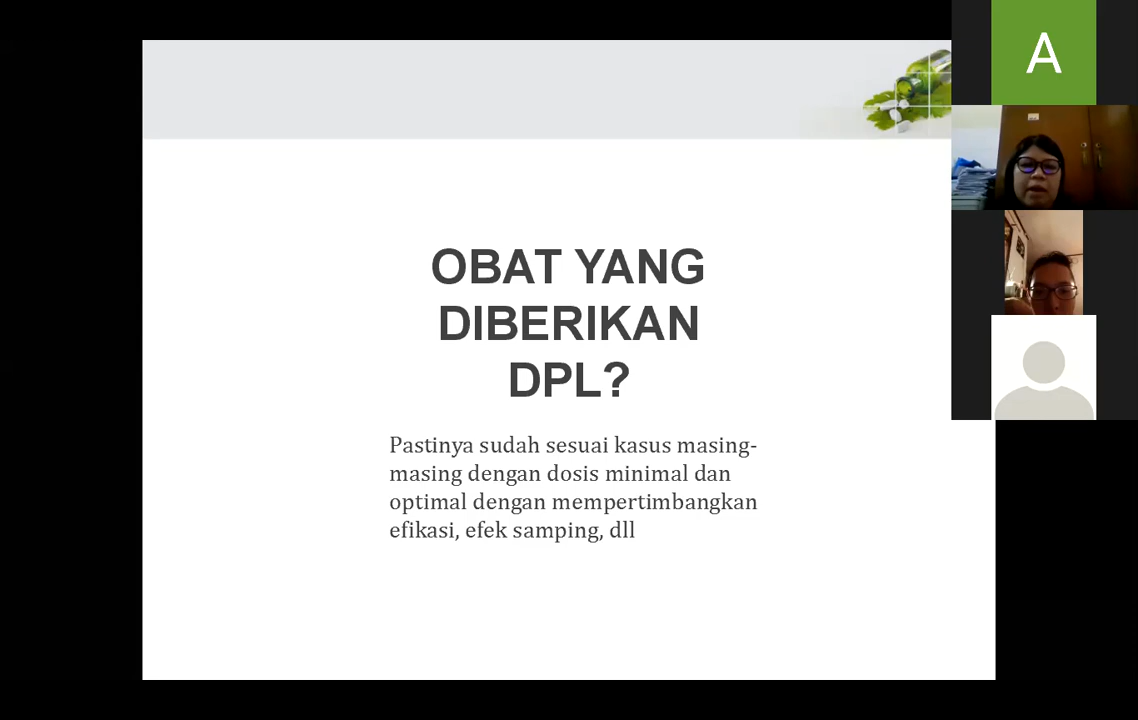 A
OBAT YANG
DIBERIKAN
DPL?
Pastinya sudah sesuai kasus masing-
masing dengan dosis minimal dan
optimal dengan mempertimbangkan
efikasi, efek samping, dll